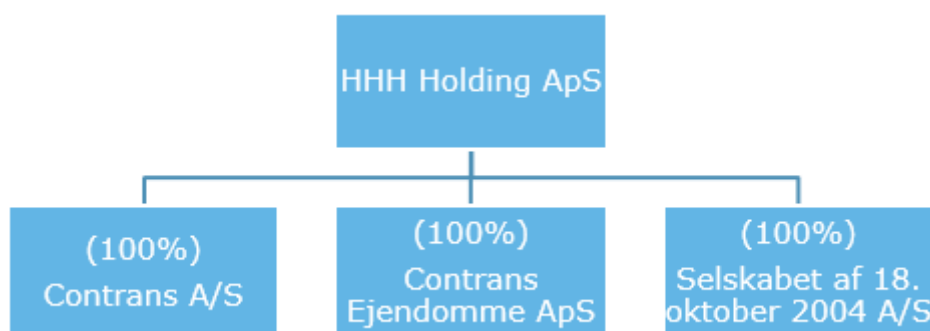 HHH Holding ApS
(100%)
Contrans A/S
(100%)
Contrans
Ejendomme ApS
(100%)
Selskabet af 18.
oktober 2004 A/S